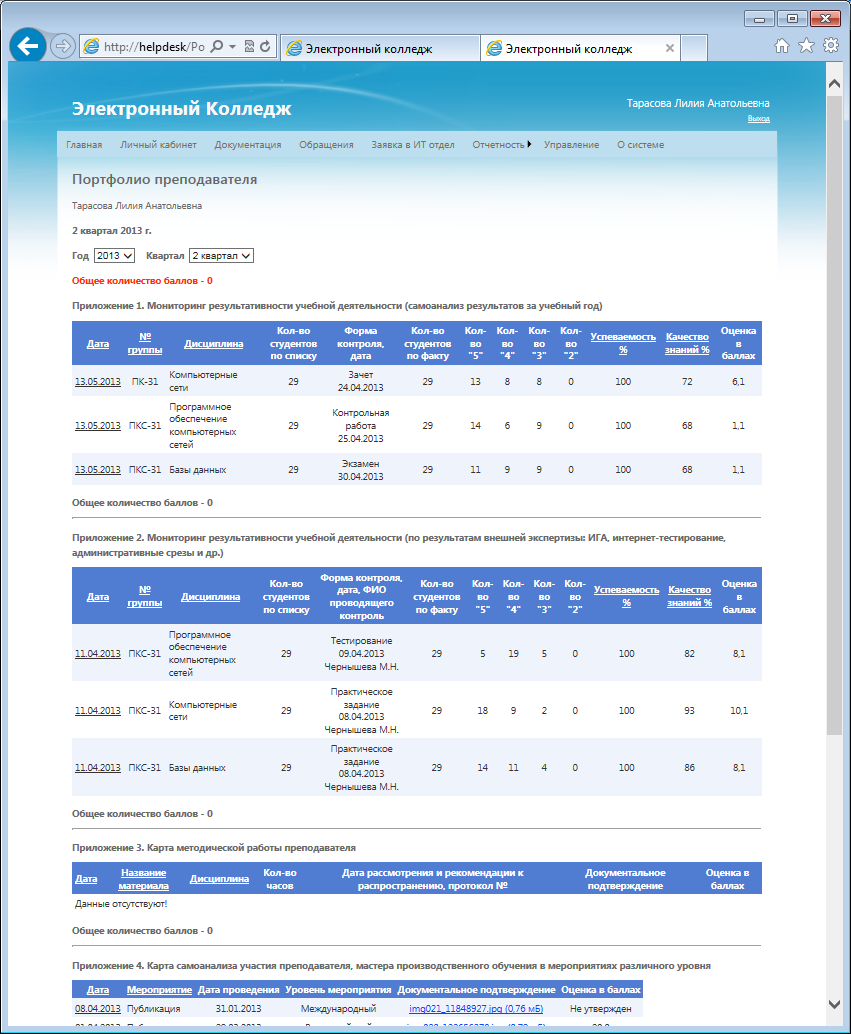 http://helpdesk/Po
Электронный колледж
Электронный колледж
Электронный Колледж
Тарасова Лилия Анатольевна
Выход
Главная Личный кабинет Документация Обращения Заявка в ИТ отдел Отчетность Управление О системе
Портфолио преподавателя
Тарасова Лилия Анатольевна
2 квартал 2013 г.
Год 2013 Квартал 2 квартал
Общее количество баллов - 0
Приложение 1. Мониторинг результативности учебной деятельности (самоанализ результатов за учебный год)
Дата № группы Дисциплина Кол-во студентов по списку Форма контроля, дата Кол-во студентов по факту Кол-во "5" Кол-во "4" Кол-во "3" Кол-во "2" Успеваемость % Качество знаний % Оценка в баллах
13.05.2013 ПК-31 Компьютерные сети 29 Зачет 24.04.2013 29 13 8 8 0 100 72 6,1
13.05.2013 ПКС-31 Программное обеспечение компьютерных сетей 29 Контрольная работа 25.04.2013 29 14 6 9 0 100 68 1,1
13.05.2013 ПКС-31 Базы данных 29 Экзамен 30.04.2013 29 11 9 9 0 100 68 1,1
Общее количество баллов - 0
Приложение 2. Мониторинг результативности учебной деятельности (по результатам внешней экспертизы: ИГА, интернет-тестирование,
административные срезы и др.)
Дата № группы Дисциплина Кол-во студентов по списку Форма контроля, дата, ФИО проводящего контроль Кол-во студентов по факту Кол-во "5" Кол-во "4" Кол-во "3" Кол-во "2" Успеваемость % Качество знаний % Оценка в баллах
11.04.2013 ПКС-31 Программное обеспечение компьютерных сетей 29 Тестирование 09.04.2013 Чернышева М.Н. 29 5 19 5 0 100 82 8,1
11.04.2013 ПКС-31 Компьютерные сети 29 Практическое задание 08.04.2013 Чернышева М.Н. 29 18 9 2 0 100 93 10,1
11.04.2013 ПКС-31 Базы данных 29 Практическое задание 08.04.2013 Чернышева М.Н. 29 14 11 4 0 100 86 8,1
Общее количество баллов - 0
Приложение 3. Карта методической работы преподавателя
Дата Название материала Дисциплина Кол-во часов Дата рассмотрения и рекомендации к распространению, протокол № Документальное подтверждение Оценка в баллах
Данные отсутствуют!
Общее количество баллов - 0
Приложение 4. Карта самоанализа участия преподавателя, мастера производственного обучения в мероприятиях различного уровня
Дата Мероприятие Дата проведения Уровень мероприятия Документальное подтверждение Оценка в баллах
08.04.2013 Публикация 31.01.2013 Международный img021_11848927.jpg (0,76 мБ) Не утвержден